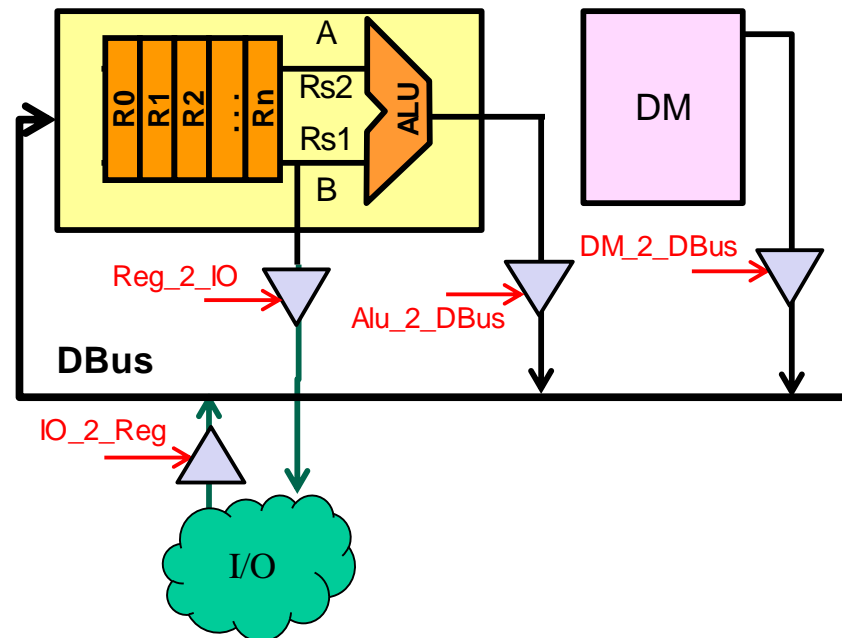 A
R0
R1
R2
...
Rn
Rs2
Rs1
ALU
B
DM
Reg_2_IO
Alu_2_DBus
DM_2_DBus
DBus
IO_2_Reg
I/O